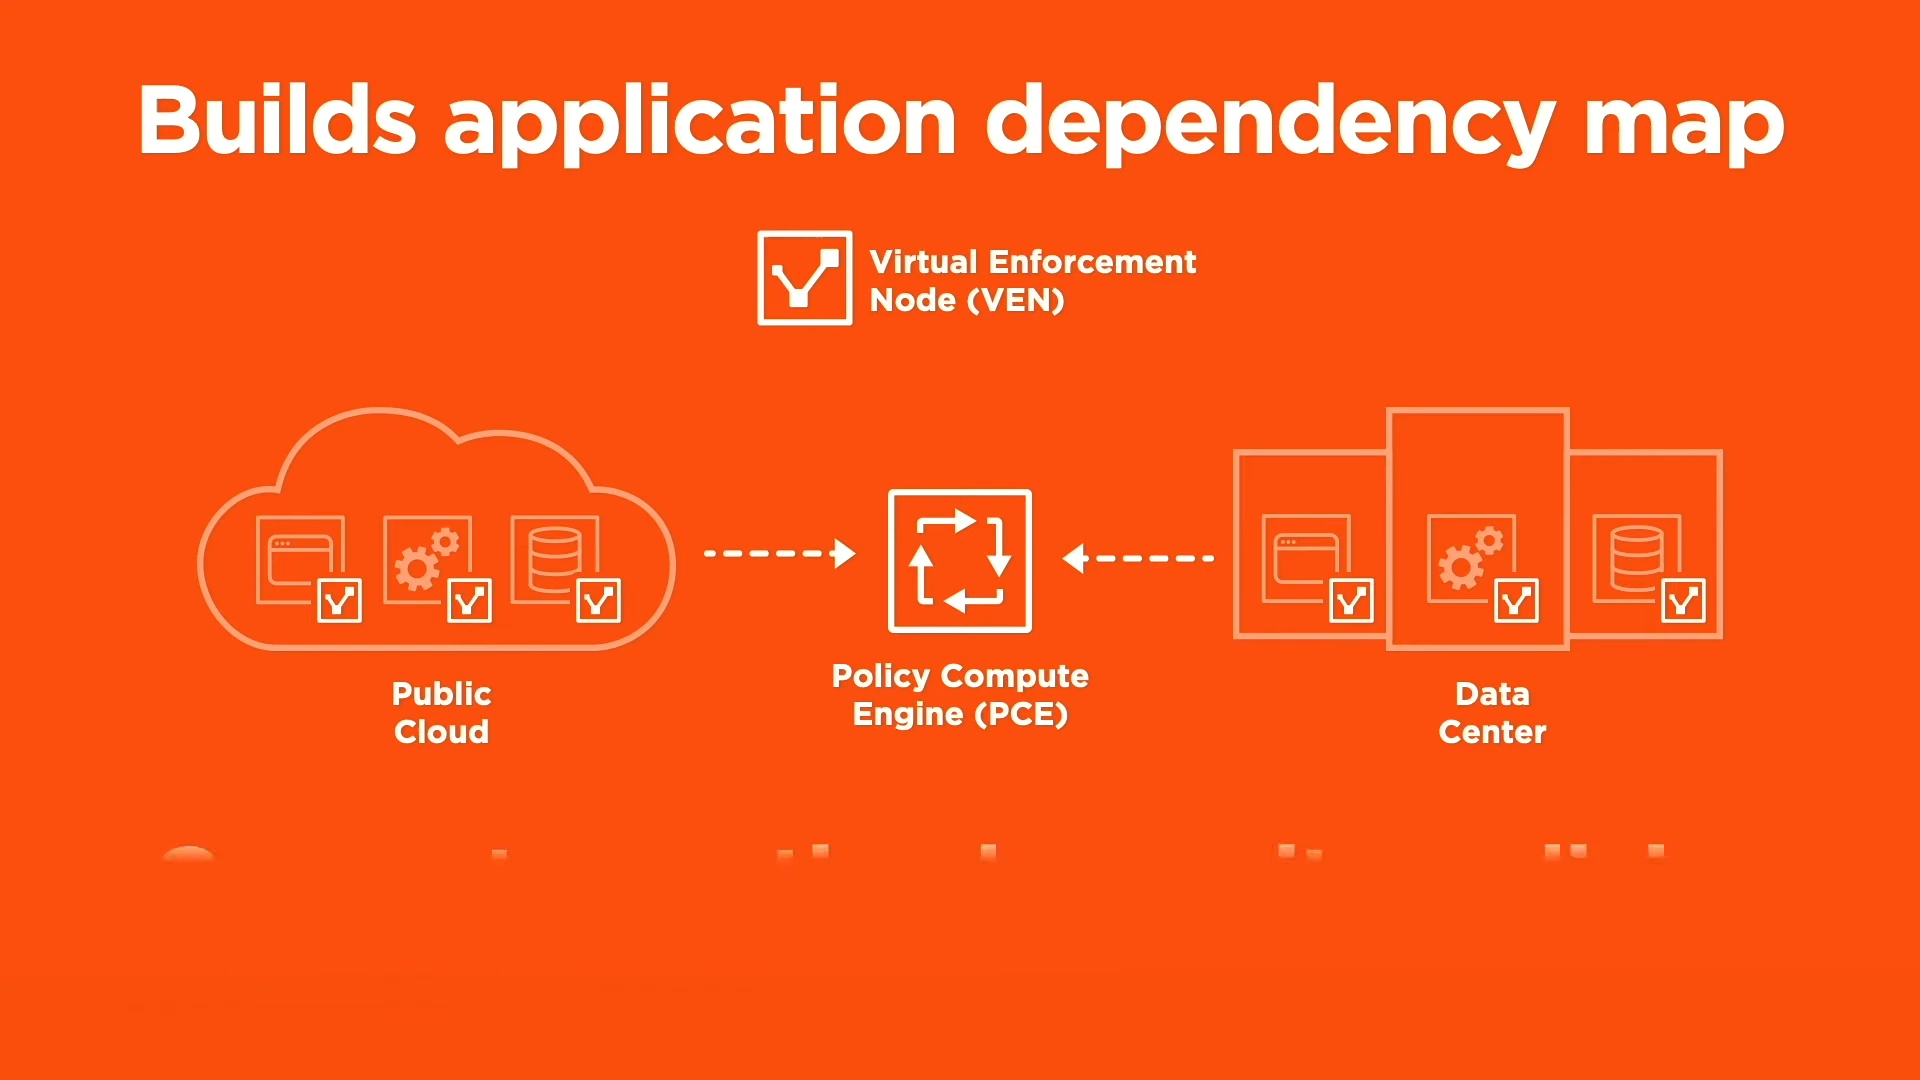 Builds application dependency map
Virtual Enforcement
Node (VEN)
Policy Compute
Engine (PCE)
Public
Cloud
Data
Center